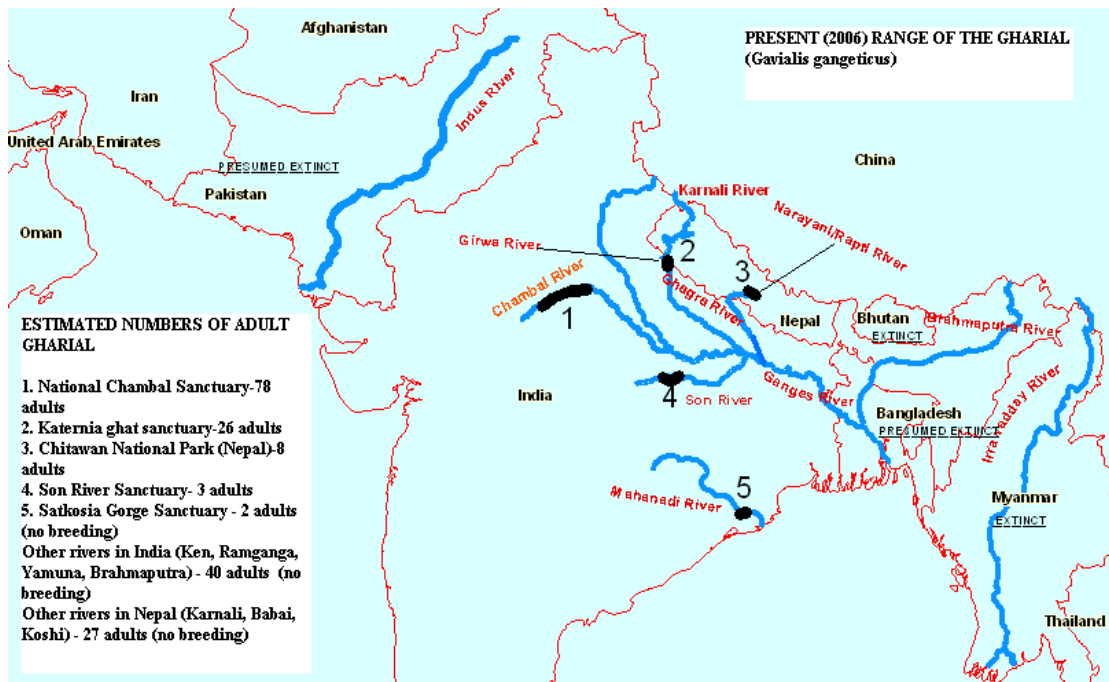 Afghanistan
PRESENT (2006) RANGE OF THE GHARIAL
(Gavialis gangeticus)
Iran
Indus River
United Arab Emirates
PRESUMED EXTINCT
China
Pakistan
Karnali River
Oman
Narayani/Rapti River
Girwa River
2
3
Chambal River
Ghagra River
1
Nepal
Bhutan
EXTINCT
Brahmaputra River
ESTIMATED NUMBERS OF ADULT
GHARIAL
1. National Chambal Sanctuary-78
adults
2. Katernia ghat sanctuary-26 adults
3. Chitawan National Park (Nepal)-8
adults
4. Son River Sanctuary- 3 adults
5. Satkosia Gorge Sanctuary - 2 adults
(no breeding)
Other rivers in India (Ken, Ramganga,
Yamuna, Brahmaputra) - 40 adults (no
breeding)
Other rivers in Nepal (Karnali, Babai,
Koshi) - 27 adults (no breeding)
India
4
Son River
Ganges River
Bangladesh
PRESUMED EXTINCT
Irrawadday River
Mahanadi River
5
Myanmar
EXTINCT
Thailand